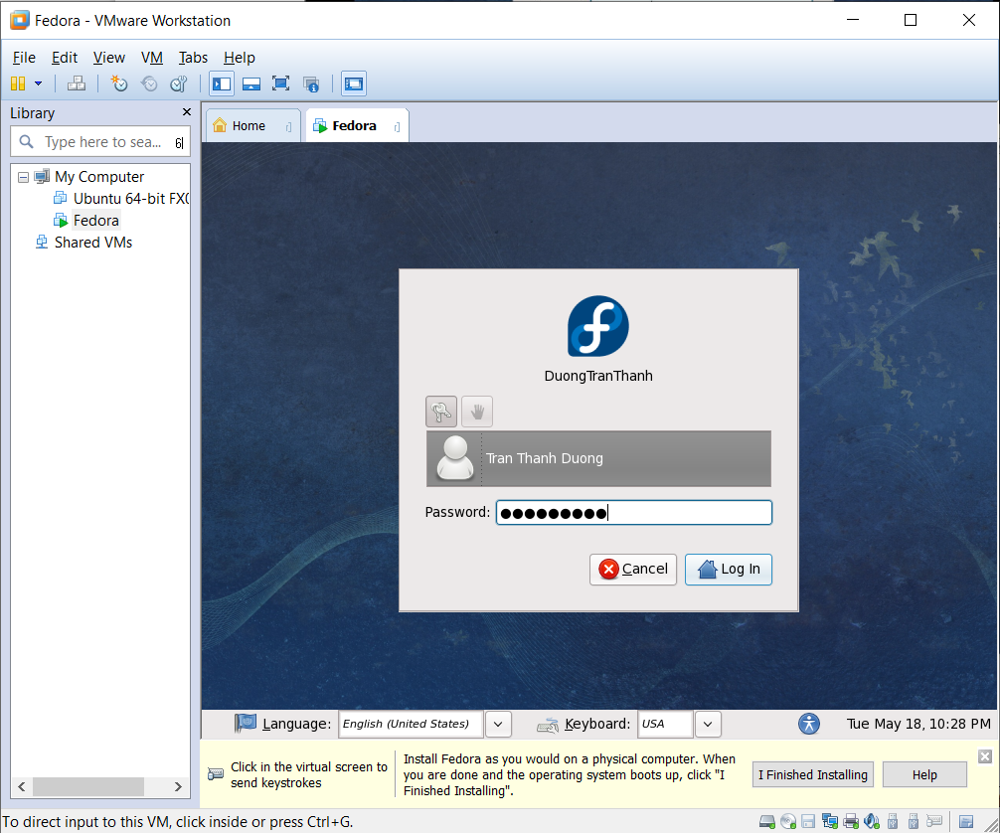 Fedora - VMware Workstation
File Edit View VM Tabs Help
Library
Type here to sea...
My Computer
Ubuntu 64-bit
Fedora
Shared VMs
Home
Fedora
DuongTranThanh
Tran Thanh Duong
Password:
Cancel
Log In
Language: English (United States)
Keyboard: USA
Tue May 18, 10:28 PM
Click in the virtual screen to
send keystrokes
Install Fedora as you would on a physical computer. When
you are done and the operating system boots up, click "I
Finished Installing".
I Finished Installing
Help
To direct input to this VM, click inside or press Ctrl+G.